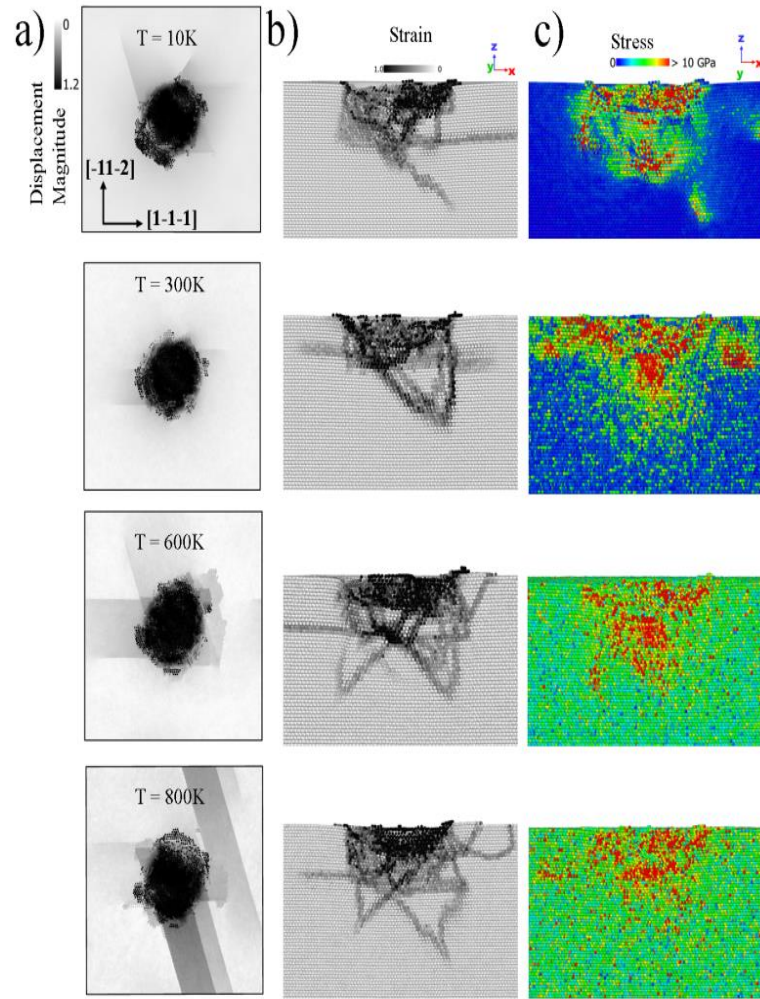 a)
0
1.2
Displacement
Magnitude
T = 10K
[-11-2]
[1-1-1]
T = 300K
T = 600K
T = 800K
b)
Strain
1.0 0
z
y x
c)
Stress
0 > 10 GPa
z
x
y